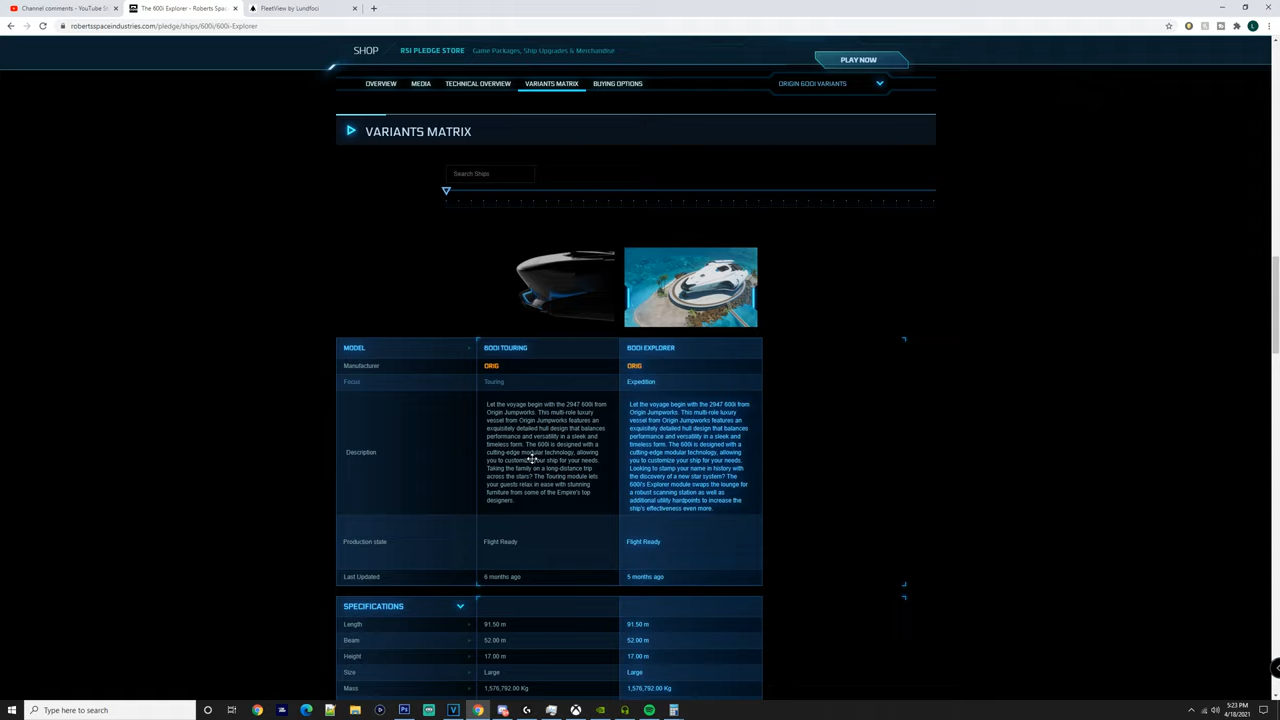 Channel comments - YouTube St
The 600i Explorer - Roberts Spac
FleetView by Lundfoci
robertsspaceindustries.com/pledge/ships/600i/600i-Explorer
SHOP
RSI PLEDGE STORE
Game Packages, Ship Upgrades & Merchandise
PLAY NOW
OVERVIEW
MEDIA
TECHNICAL OVERVIEW
VARIANTS MATRIX
BUYING OPTIONS
ORIGIN 600I VARIANTS
VARIANTS MATRIX
Search Ships
MODEL
600I TOURING
600I EXPLORER
Manufacturer
ORIG
ORIG
Focus
Touring
Expedition
Description
Let the voyage begin with the 2947 600i from
Origin Jumpworks. This multi-role luxury
vessel from Origin Jumpworks features an
exquisitely detailed hull design that balances
performance and versatility in a sleek and
timeless form. The 600i is designed with a
cutting-edge modular technology, allowing
you to customize your ship for your needs.
Taking the family on a long-distance trip
across the stars? The Touring module lets
your guests relax in ease with stunning
furniture from some of the Empire's top
designers.
Let the voyage begin with the 2947 600i from
Origin Jumpworks. This multi-role luxury
vessel from Origin Jumpworks features an
exquisitely detailed hull design that balances
performance and versatility in a sleek and
timeless form. The 600i is designed with a
cutting-edge modular technology, allowing
you to customize your ship for your needs.
Looking to stamp your name in history with
the discovery of a new star system? The
600i's Explorer module swaps the lounge for
a robust scanning station as well as
additional utility hardpoints to increase the
ship's effectiveness even more.
Production state
Flight Ready
Flight Ready
Last Updated
6 months ago
5 months ago
SPECIFICATIONS
Length
91.50 m
91.50 m
Beam
52.00 m
52.00 m
Height
17.00 m
17.00 m
Size
Large
Large
Mass
1,576,792.00 Kg
1,576,792.00 Kg
Type here to search
5:23 PM
4/18/2021